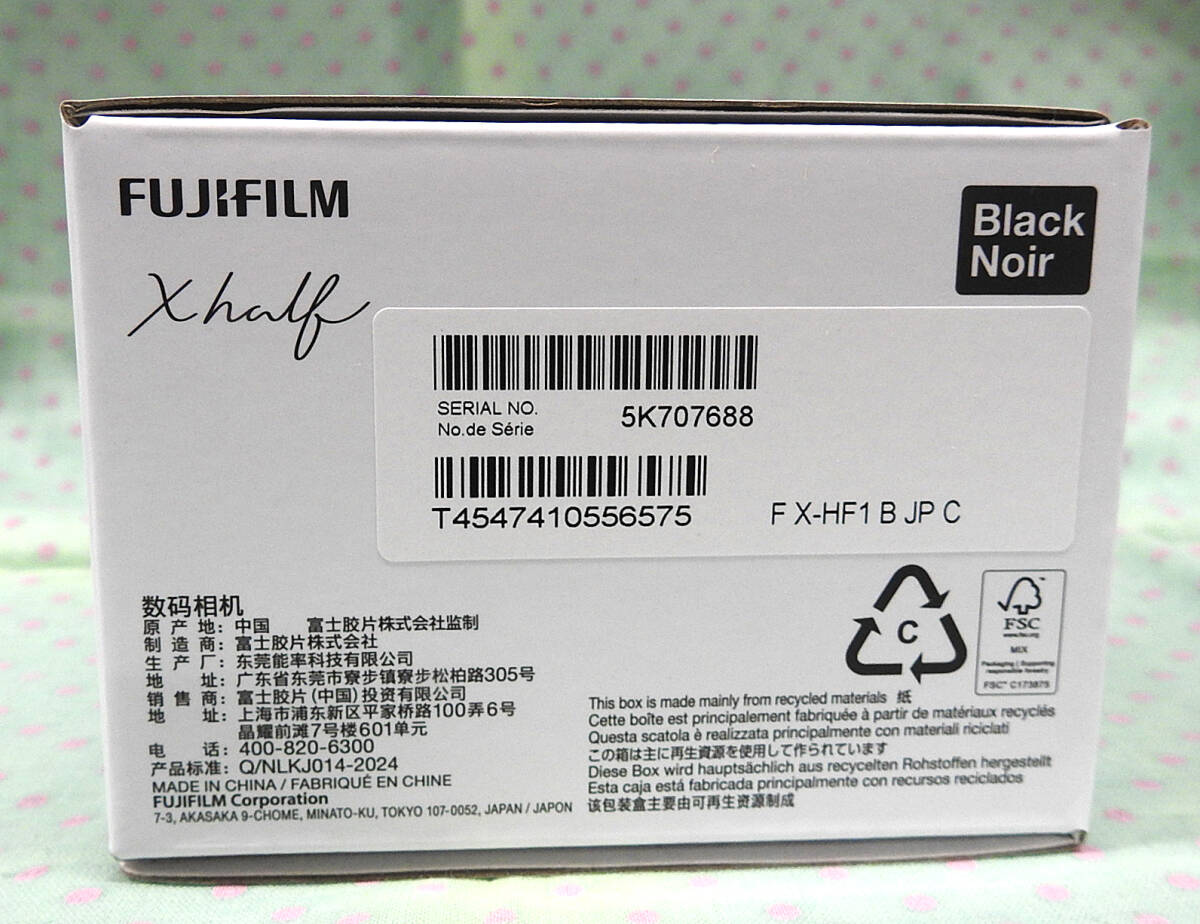 FUJIFILM
Black
Noir
X half
SERIAL NO. 5K707688
No.de Série
T4547410556575 F X-HF1 B JP C
数码相机
原 产 地：中国 富士胶片株式会社监制
制 造 商：富士胶片株式会社
生 产 厂：东莞能率科技有限公司
地 址：广东省东莞市寮步镇寮步松柏路305号
销 售 商：富士胶片（中国）投资有限公司
地 址：上海市浦东新区平家桥路100弄6号
晶耀前滩7号楼601单元
电 话：400-820-6300
产品标准：Q/NLKJ014-2024
MADE IN CHINA / FABRIQUÉ EN CHINE
FUJIFILM Corporation
7-3, AKASAKA 9-CHOME, MINATO-KU, TOKYO 107-0052, JAPAN / JAPON
C
FSC
www.fsc.org
MIX
Packaging | Supporting
responsible forestry
FSC™ C173875
This box is made mainly from recycled materials 纸
Cette boîte est principalement fabriquée à partir de matériaux recyclés
Questa scatola è realizzata principalmente con materiali riciclati
この箱は主に再生資源を使用して作られています
Diese Box wird hauptsächlich aus recycelten Rohstoffen hergestellt
Esta caja está fabricada principalmente con recursos reciclados
该包装盒主要由可再生资源制成